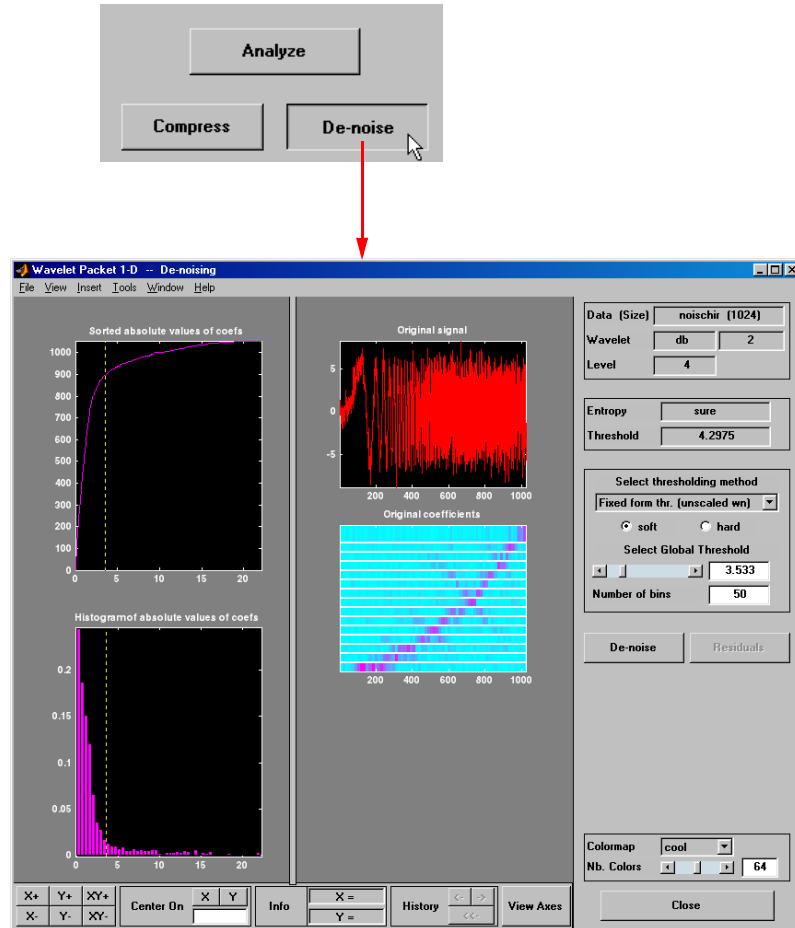 Analyze
Compress De-noise
Wavelet Packet 1-D -- De-noising
File View Insert Tools Window Help
Sorted absolute values of coefs
1000
900
800
700
600
500
400
300
200
100
0
0 5 10 15 20
Histogramof absolute values of coefs
0.2
0.15
0.1
0.05
0
0 5 10 15 20
Original signal
5
0
-5
200 400 600 800 1000
Original coefficients
200 400 600 800 1000
Data (Size) noischir (1024)
Wavelet db 2
Level 4
Entropy sure
Threshold 4.2975
Select thresholding method
Fixed form thr. (unscaled wn)
soft hard
Select Global Threshold
3.533
Number of bins 50
De-noise Residuals
Colormap cool
Nb. Colors 64
Close
X+ Y+ XY+
X- Y- XY-
Center On X Y
Info X =
Y =
History <- ->
<<-
View Axes